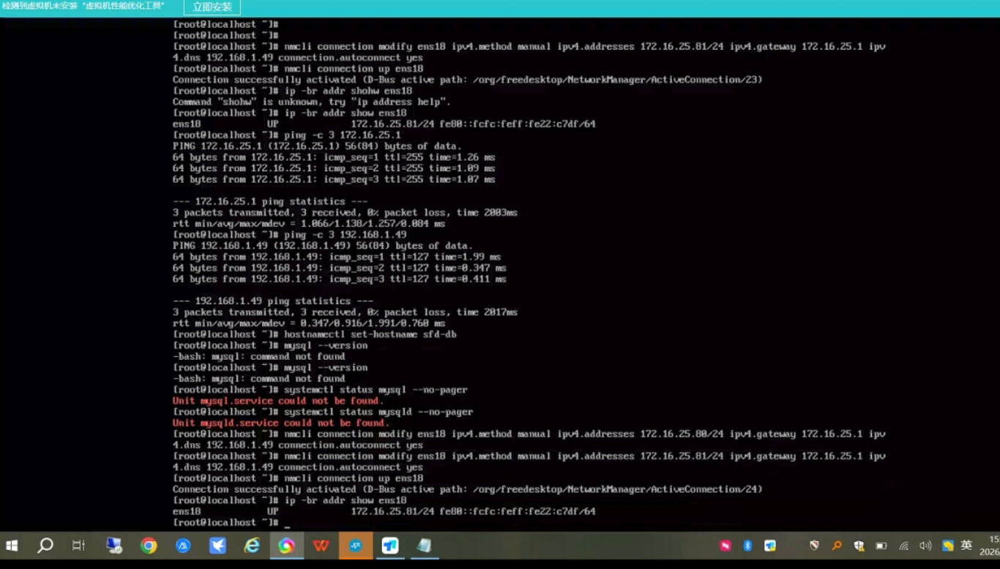 检测到虚拟机未安装 "虚拟机性能优化工具"
立即安装
[root@localhost ~]#
[root@localhost ~]#
[root@localhost ~]# nmcli connection modify ens18 ipv4.method manual ipv4.addresses 172.16.25.81/24 ipv4.gateway 172.16.25.1 ipv
4.dns 192.168.1.49 connection.autoconnect yes
[root@localhost ~]# nmcli connection up ens18
Connection successfully activated (D-Bus active path: /org/freedesktop/NetworkManager/ActiveConnection/23)
[root@localhost ~]# ip -br addr shohw ens18
Command "shohw" is unknown, try "ip address help".
[root@localhost ~]# ip -br addr show ens18
ens18 UP 172.16.25.81/24 fe80::fcfc:feff:fe22:c7df/64
[root@localhost ~]# ping -c 3 172.16.25.1
PING 172.16.25.1 (172.16.25.1) 56(84) bytes of data.
64 bytes from 172.16.25.1: icmp_seq=1 ttl=255 time=1.26 ms
64 bytes from 172.16.25.1: icmp_seq=2 ttl=255 time=1.09 ms
64 bytes from 172.16.25.1: icmp_seq=3 ttl=255 time=1.07 ms
--- 172.16.25.1 ping statistics ---
3 packets transmitted, 3 received, 0% packet loss, time 2003ms
rtt min/avg/max/mdev = 1.066/1.138/1.257/0.084 ms
[root@localhost ~]# ping -c 3 192.168.1.49
PING 192.168.1.49 (192.168.1.49) 56(84) bytes of data.
64 bytes from 192.168.1.49: icmp_seq=1 ttl=127 time=1.99 ms
64 bytes from 192.168.1.49: icmp_seq=2 ttl=127 time=0.347 ms
64 bytes from 192.168.1.49: icmp_seq=3 ttl=127 time=0.411 ms
--- 192.168.1.49 ping statistics ---
3 packets transmitted, 3 received, 0% packet loss, time 2017ms
rtt min/avg/max/mdev = 0.347/0.916/1.991/0.760 ms
[root@localhost ~]# hostnamectl set-hostname sfd-db
[root@localhost ~]# mysql --version
-bash: mysql: command not found
[root@localhost ~]# mysql --version
-bash: mysql: command not found
[root@localhost ~]# systemctl status mysql --no-pager
Unit mysql.service could not be found.
[root@localhost ~]# systemctl status mysqld --no-pager
Unit mysqld.service could not be found.
[root@localhost ~]# nmcli connection modify ens18 ipv4.method manual ipv4.addresses 172.16.25.80/24 ipv4.gateway 172.16.25.1 ipv
4.dns 192.168.1.49 connection.autoconnect yes
[root@localhost ~]# nmcli connection modify ens18 ipv4.method manual ipv4.addresses 172.16.25.81/24 ipv4.gateway 172.16.25.1 ipv
4.dns 192.168.1.49 connection.autoconnect yes
[root@localhost ~]# nmcli connection up ens18
Connection successfully activated (D-Bus active path: /org/freedesktop/NetworkManager/ActiveConnection/24)
[root@localhost ~]# ip -br addr show ens18
ens18 UP 172.16.25.81/24 fe80::fcfc:feff:fe22:c7df/64
[root@localhost ~]# _
英
15
2026